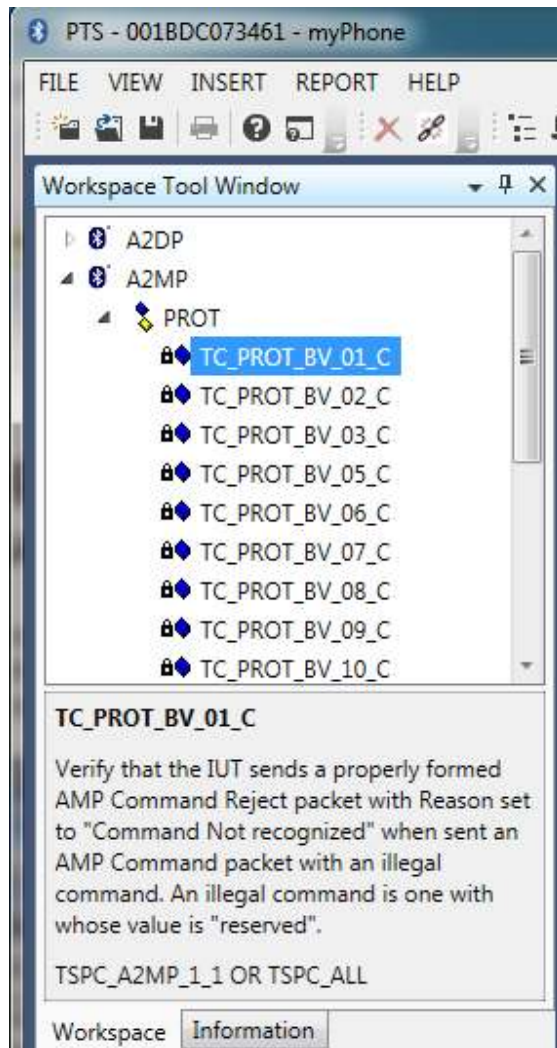 PTS - 001BDC073461 - myPhone
FILE VIEW INSERT REPORT HELP
Workspace Tool Window
A2DP
A2MP
PROT
TC_PROT_BV_01_C
TC_PROT_BV_02_C
TC_PROT_BV_03_C
TC_PROT_BV_05_C
TC_PROT_BV_06_C
TC_PROT_BV_07_C
TC_PROT_BV_08_C
TC_PROT_BV_09_C
TC_PROT_BV_10_C
TC_PROT_BV_01_C
Verify that the IUT sends a properly formed
AMP Command Reject packet with Reason set
to "Command Not recognized" when sent an
AMP Command packet with an illegal
command. An illegal command is one with
whose value is "reserved".
TSPC_A2MP_1_1 OR TSPC_ALL
Workspace Information